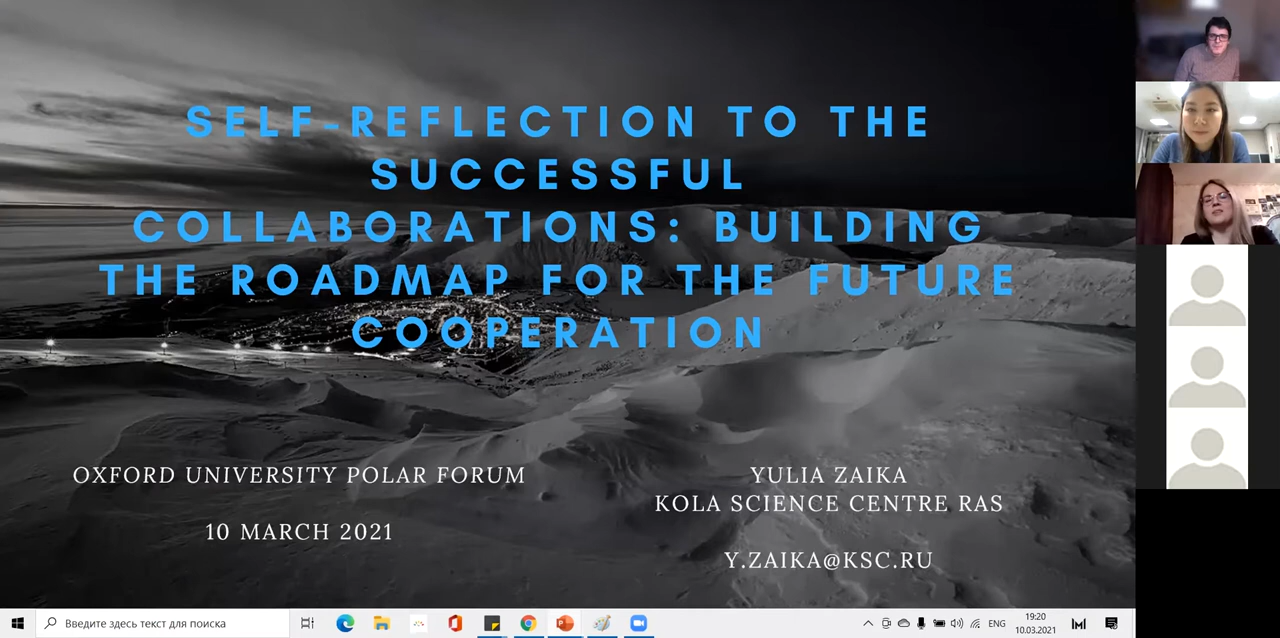 SELF-REFLECTION TO THE
SUCCESSFUL
COLLABORATIONS: BUILDING
THE ROADMAP FOR THE FUTURE
COOPERATION
OXFORD UNIVERSITY POLAR FORUM
10 MARCH 2021
YULIA ZAIKA
KOLA SCIENCE CENTRE RAS
Y.ZAIKA@KSC.RU
Введите здесь текст для поиска
ENG
19:20
10.03.2021